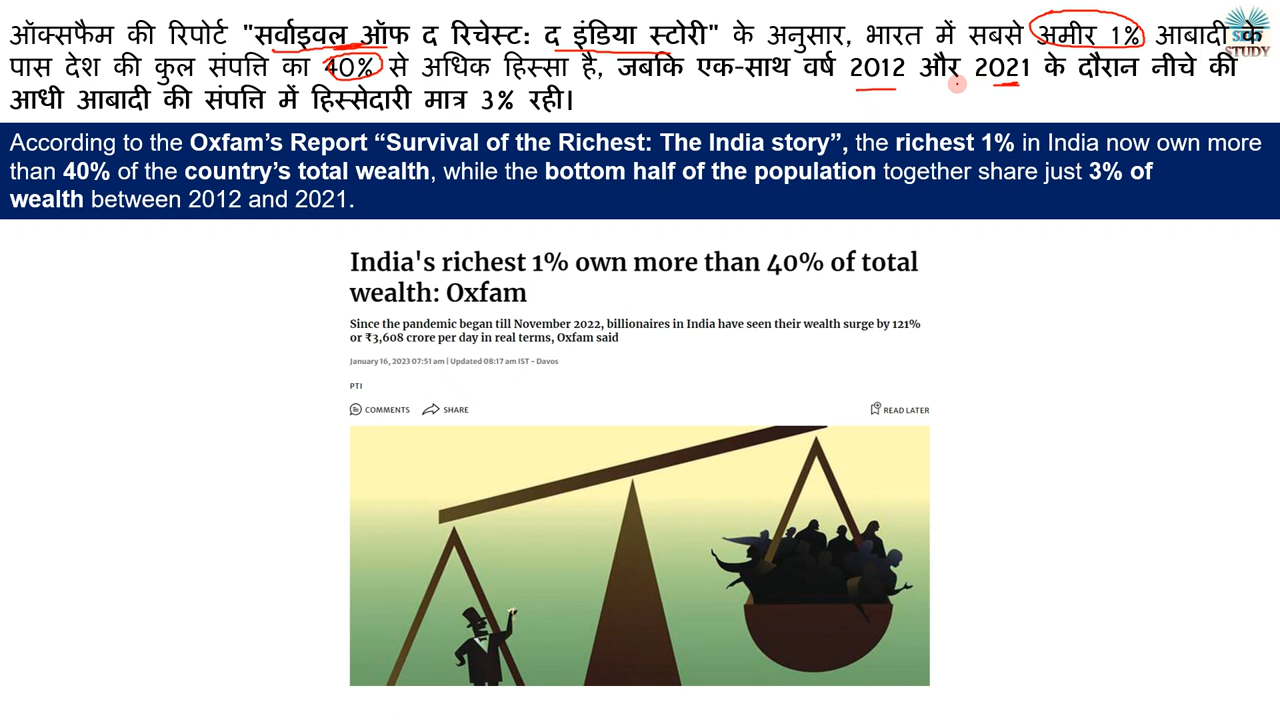 ऑक्सफैम की रिपोर्ट "सर्वाइवल ऑफ द रिचेस्ट: द इंडिया स्टोरी" के अनुसार, भारत में सबसे अमीर 1% आबादी के
पास देश की कुल संपत्ति का 40% से अधिक हिस्सा है, जबकि एक-साथ वर्ष 2012 और 2021 के दौरान नीचे की
आधी आबादी की संपत्ति में हिस्सेदारी मात्र 3% रही।
STUDY
According to the Oxfam's Report “Survival of the Richest: The India story”, the richest 1% in India now own more
than 40% of the country's total wealth, while the bottom half of the population together share just 3% of
wealth between 2012 and 2021.
India's richest 1% own more than 40% of total
wealth: Oxfam
Since the pandemic began till November 2022, billionaires in India have seen their wealth surge by 121%
or ₹3,608 crore per day in real terms, Oxfam said
January 16, 2023 07:51 am | Updated 08:17 am IST - Davos
PTI
COMMENTS SHARE READ LATER